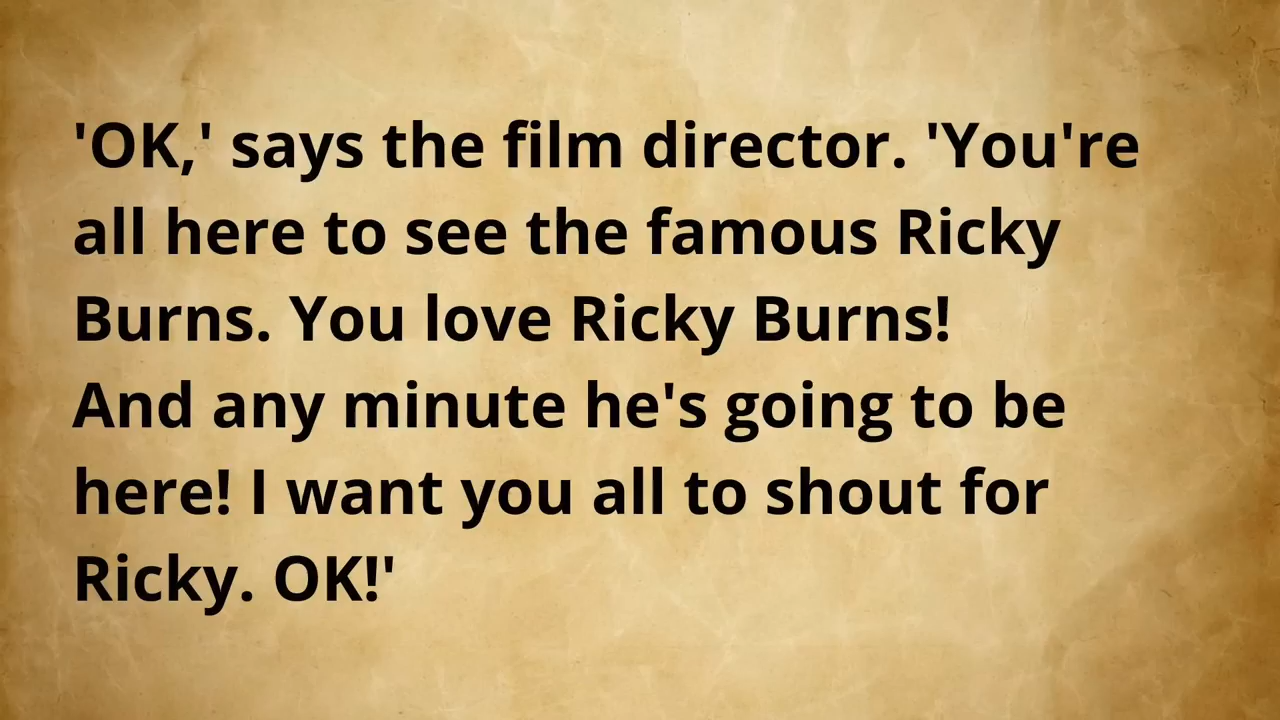 'OK,' says the film director. 'You're
all here to see the famous Ricky
Burns. You love Ricky Burns!
And any minute he's going to be
here! I want you all to shout for
Ricky. OK!'